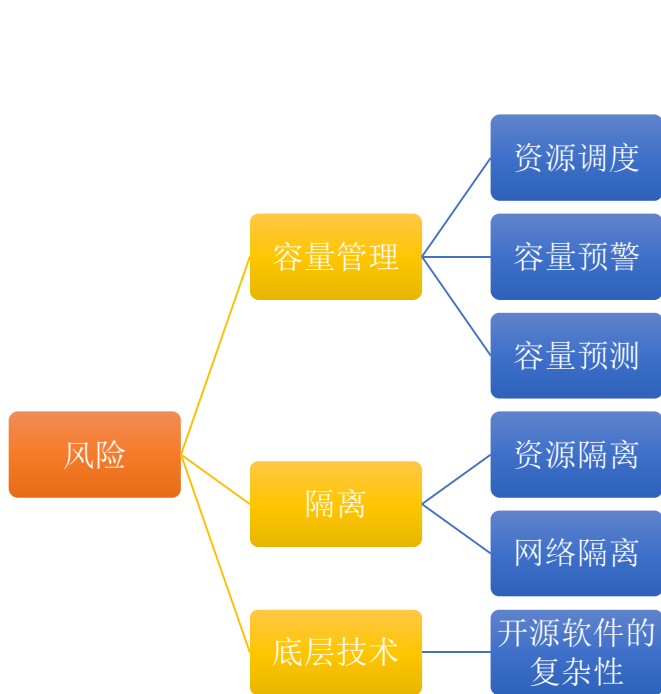 风险
容量管理
资源调度
容量预警
容量预测
隔离
资源隔离
网络隔离
底层技术
开源软件的
复杂性